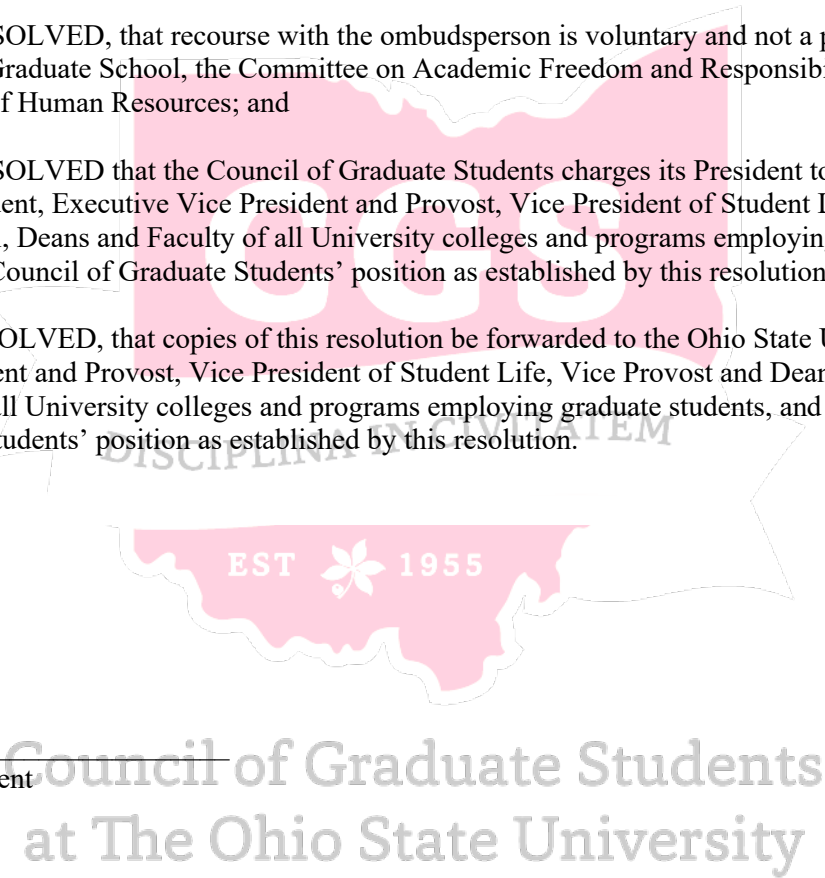 SOLVED, that recourse with the ombudsperson is voluntary and not a p
Graduate School, the Committee on Academic Freedom and Responsibi
f Human Resources; and
SOLVED that the Council of Graduate Students charges its President to
lent, Executive Vice President and Provost, Vice President of Student L
, Deans and Faculty of all University colleges and programs employin
Council of Graduate Students’ position as established by this resolution
OLVED, that copies of this resolution be forwarded to the Ohio State U
ent and Provost, Vice President of Student Life, Vice Provost and Dean
ll University colleges and programs employing graduate students, and
tudents’ position as established by this resolution.
CGS
DISCIPLINA IN CIVITATEM
EST 1955
ent
Council of Graduate Students
at The Ohio State University